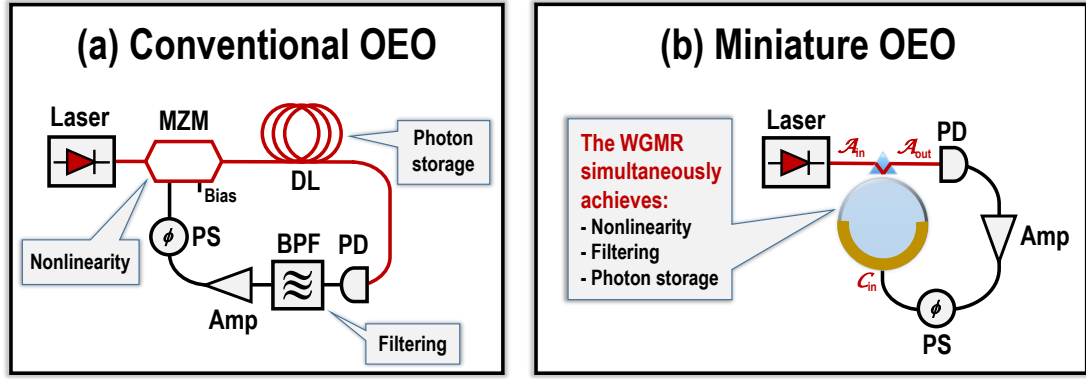 (a) Conventional OEO
Laser
MZM
DL
Photon
storage
Bias
ϕ
PS
Nonlinearity
BPF
PD
Amp
Filtering
(b) Miniature OEO
Laser
PD
𝒜in
𝒜out
The WGMR
simultaneously
achieves:
- Nonlinearity
- Filtering
- Photon storage
Amp
𝒞in
ϕ
PS